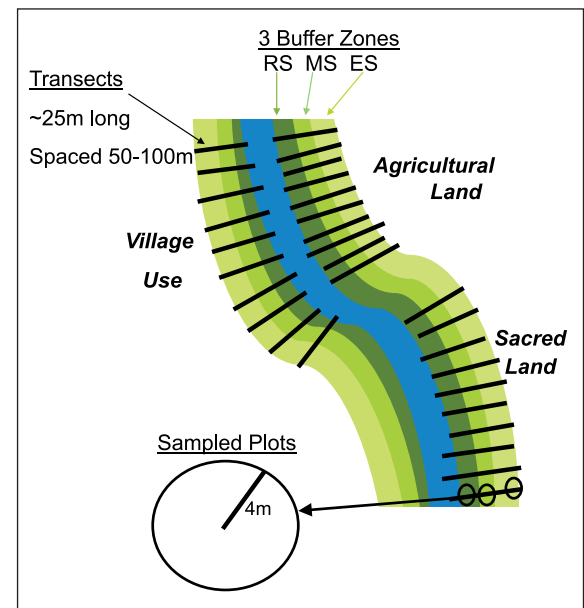 3 Buffer Zones
RS MS ES
Transects
~25m long
Spaced 50-100m
Agricultural
Land
Village
Use
Sacred
Land
Sampled Plots
4m